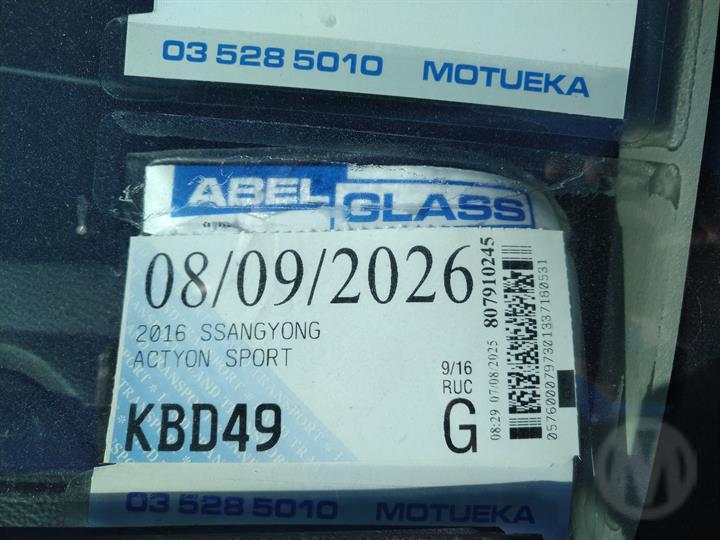 03 528 5010 MOTUEKA
ABEL
GLASS
08/09/2026
2016 SSANGYONG
ACTYON SPORT
9/16
RUC
KBD49
G
08:29 07/08/2025 807910245
0576000797301337180531
03 528 5010 MOTUEKA
M